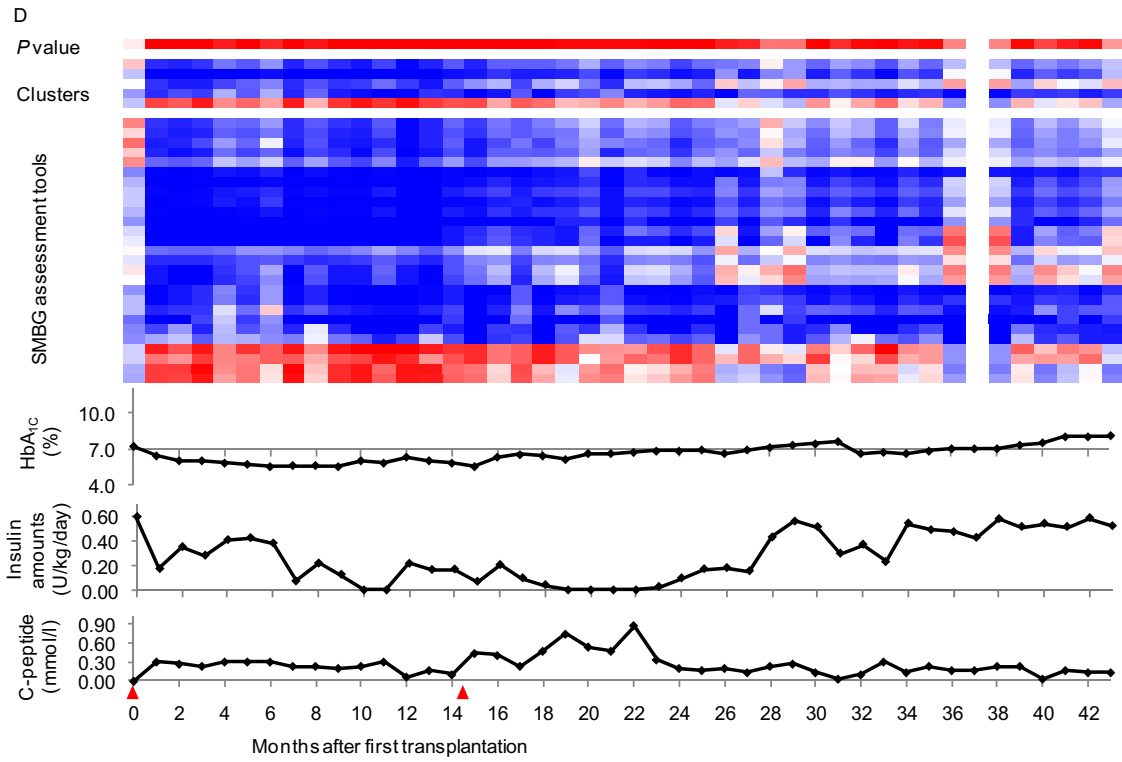 D
P value
Clusters
SMBG assessment tools
HbA1C
(%)
10.0
7.0
4.0
Insulin
amounts
(U/kg/day)
0.60
0.40
0.20
0.00
C-peptide
(mmol/l)
0.90
0.60
0.30
0.00
0 2 4 6 8 10 12 14 16 18 20 22 24 26 28 30 32 34 36 38 40 42
Months after first transplantation